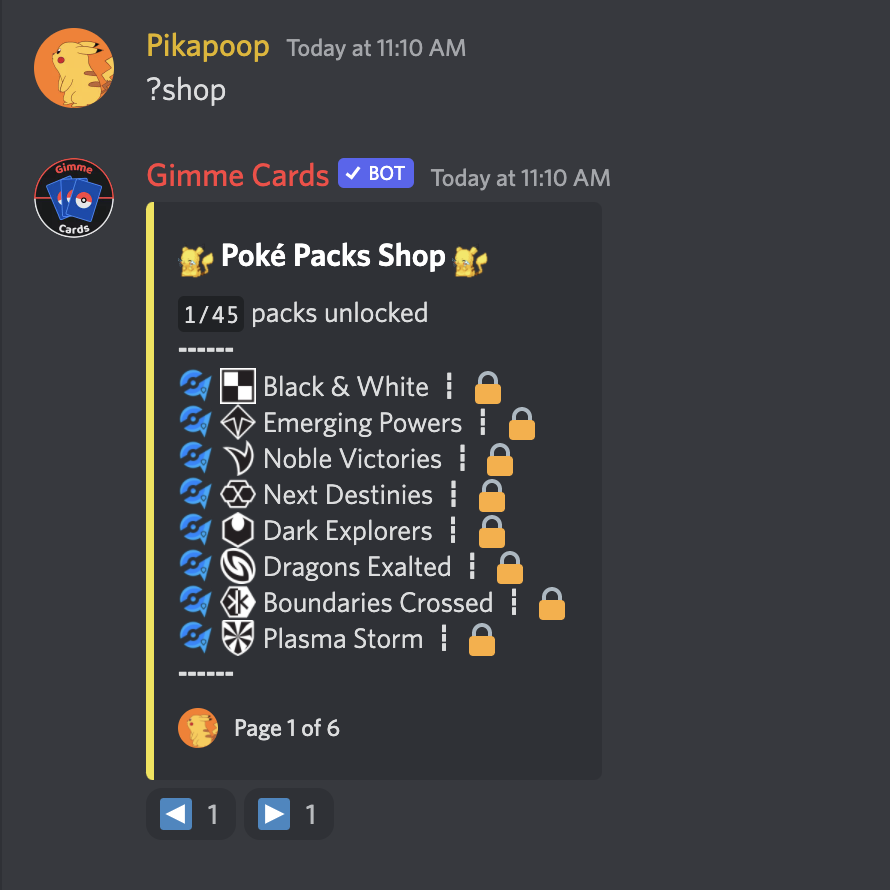 Pikapoop Today at 11:10 AM
?shop
Gimme
Cards
Gimme Cards ✓ BOT Today at 11:10 AM
Poké Packs Shop
1/45 packs unlocked
------
Black & White ┋
Emerging Powers ┋
Noble Victories ┋
Next Destinies ┋
Dark Explorers ┋
Dragons Exalted ┋
Boundaries Crossed ┋
Plasma Storm ┋
------
Page 1 of 6
1 1